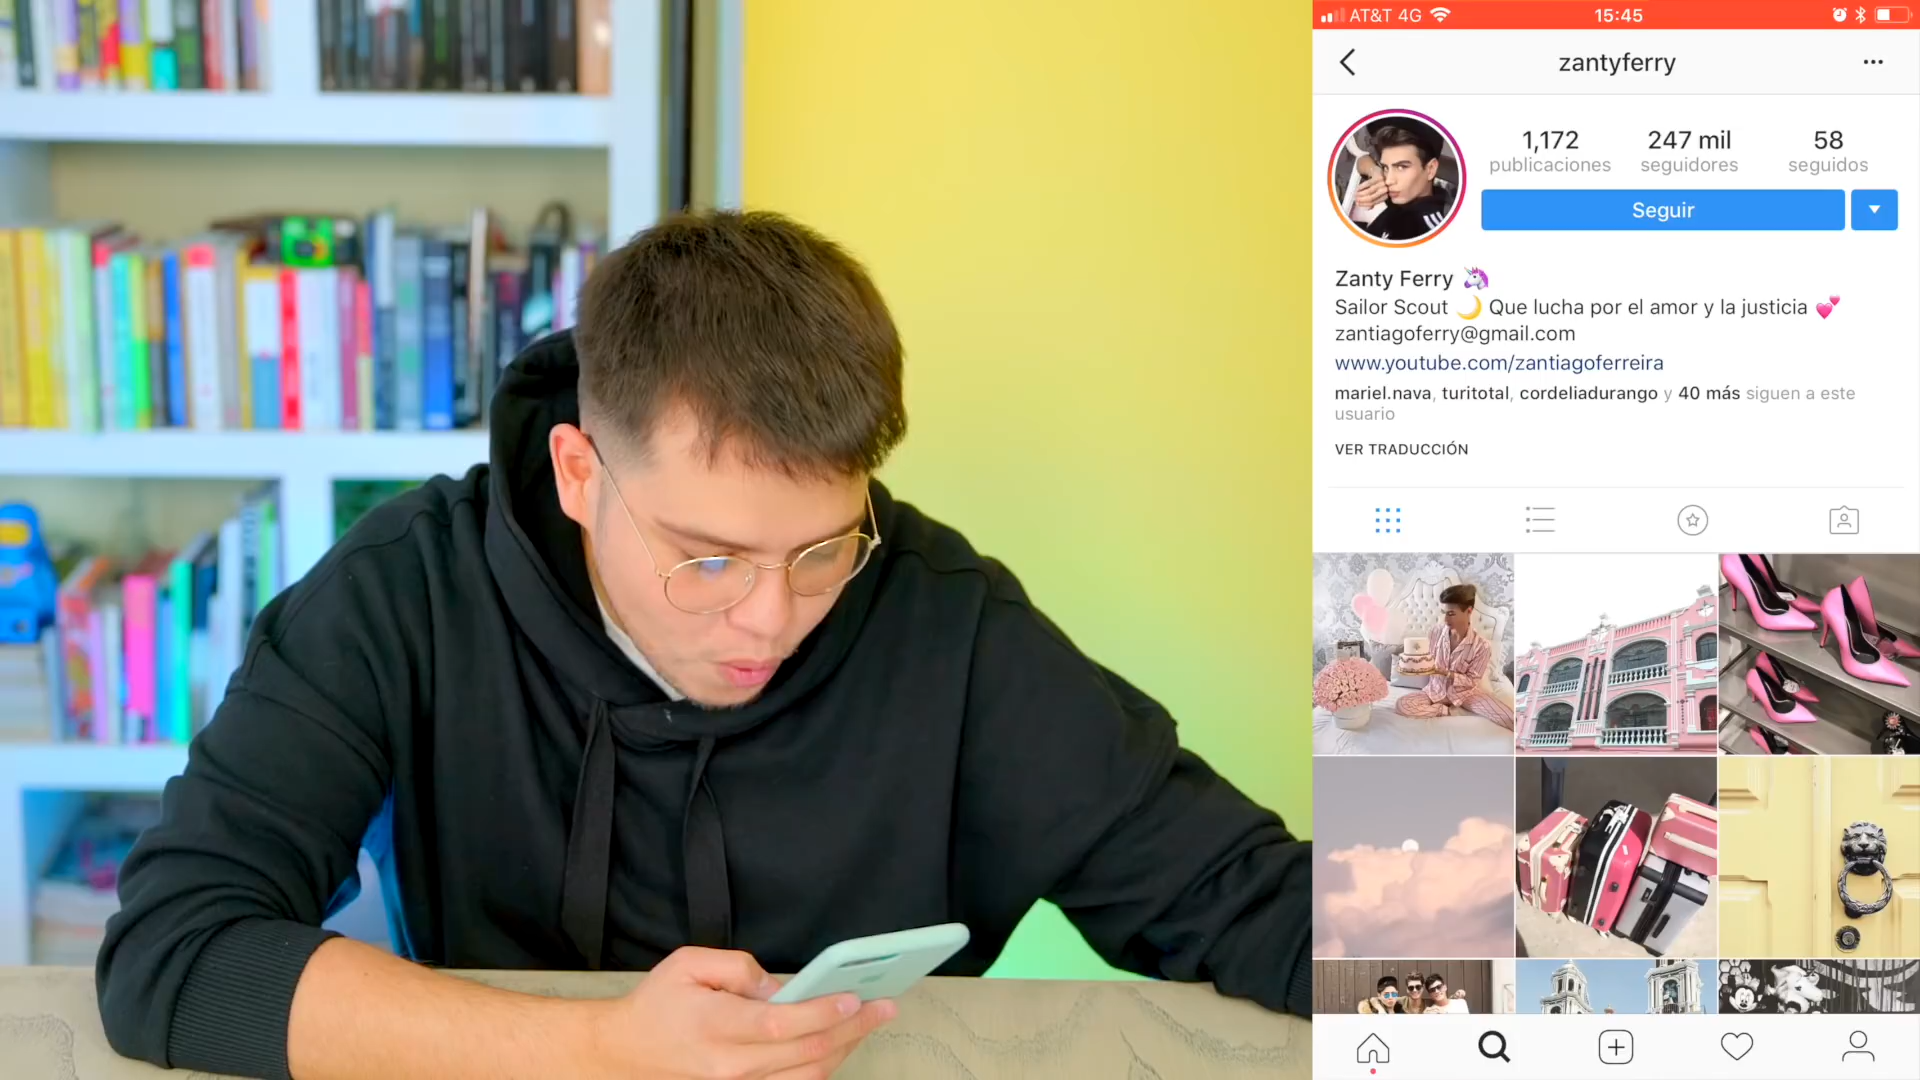 AT&T 4G 15:45
zantyferry
1,172 247 mil 58
publicaciones seguidores seguidos
Seguir
Zanty Ferry
Sailor Scout 🌙 Que lucha por el amor y la justicia 💕
zantiagoferry@gmail.com
www.youtube.com/zantiagoferreira
mariel.nava, turitotal, cordeliadurango y 40 más siguen a este
usuario
VER TRADUCCIÓN